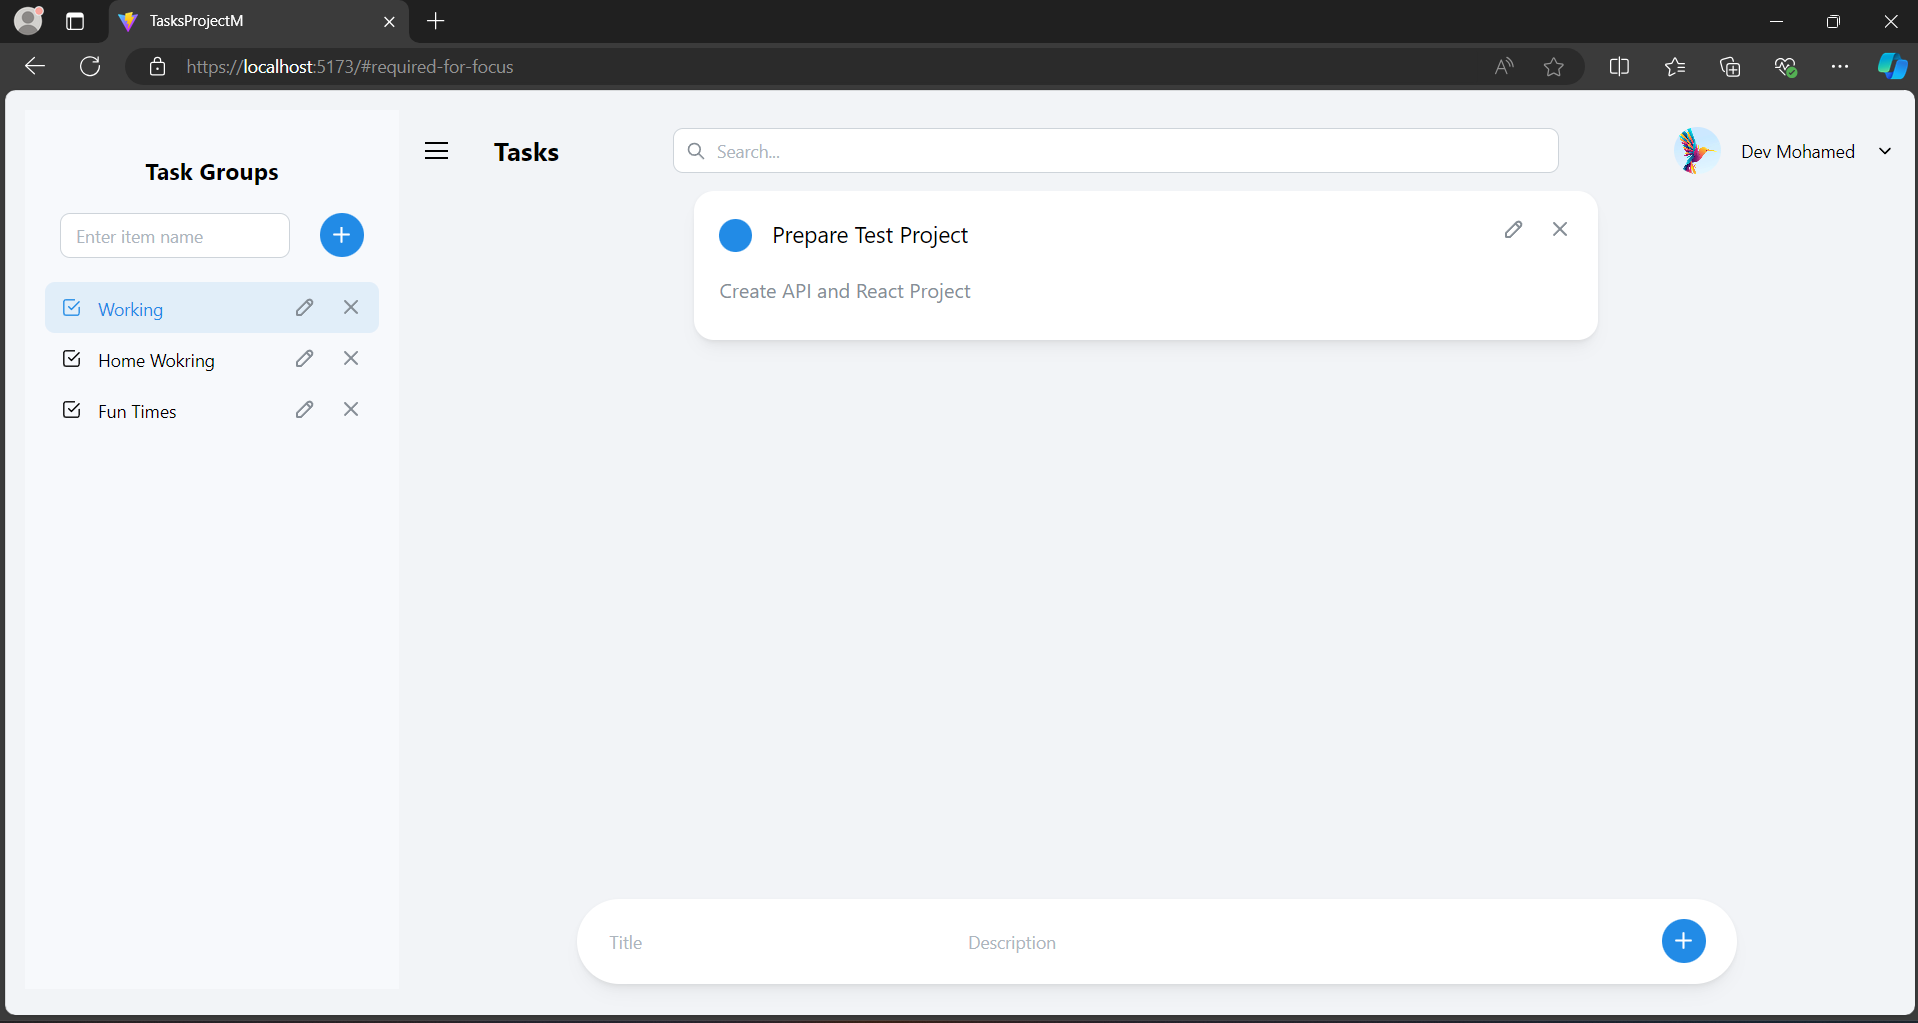 TasksProjectM
https://localhost:5173/#required-for-focus
Task Groups
Enter item name
Working
Home Wokring
Fun Times
Tasks
Search...
Dev Mohamed
Prepare Test Project
Create API and React Project
Title
Description